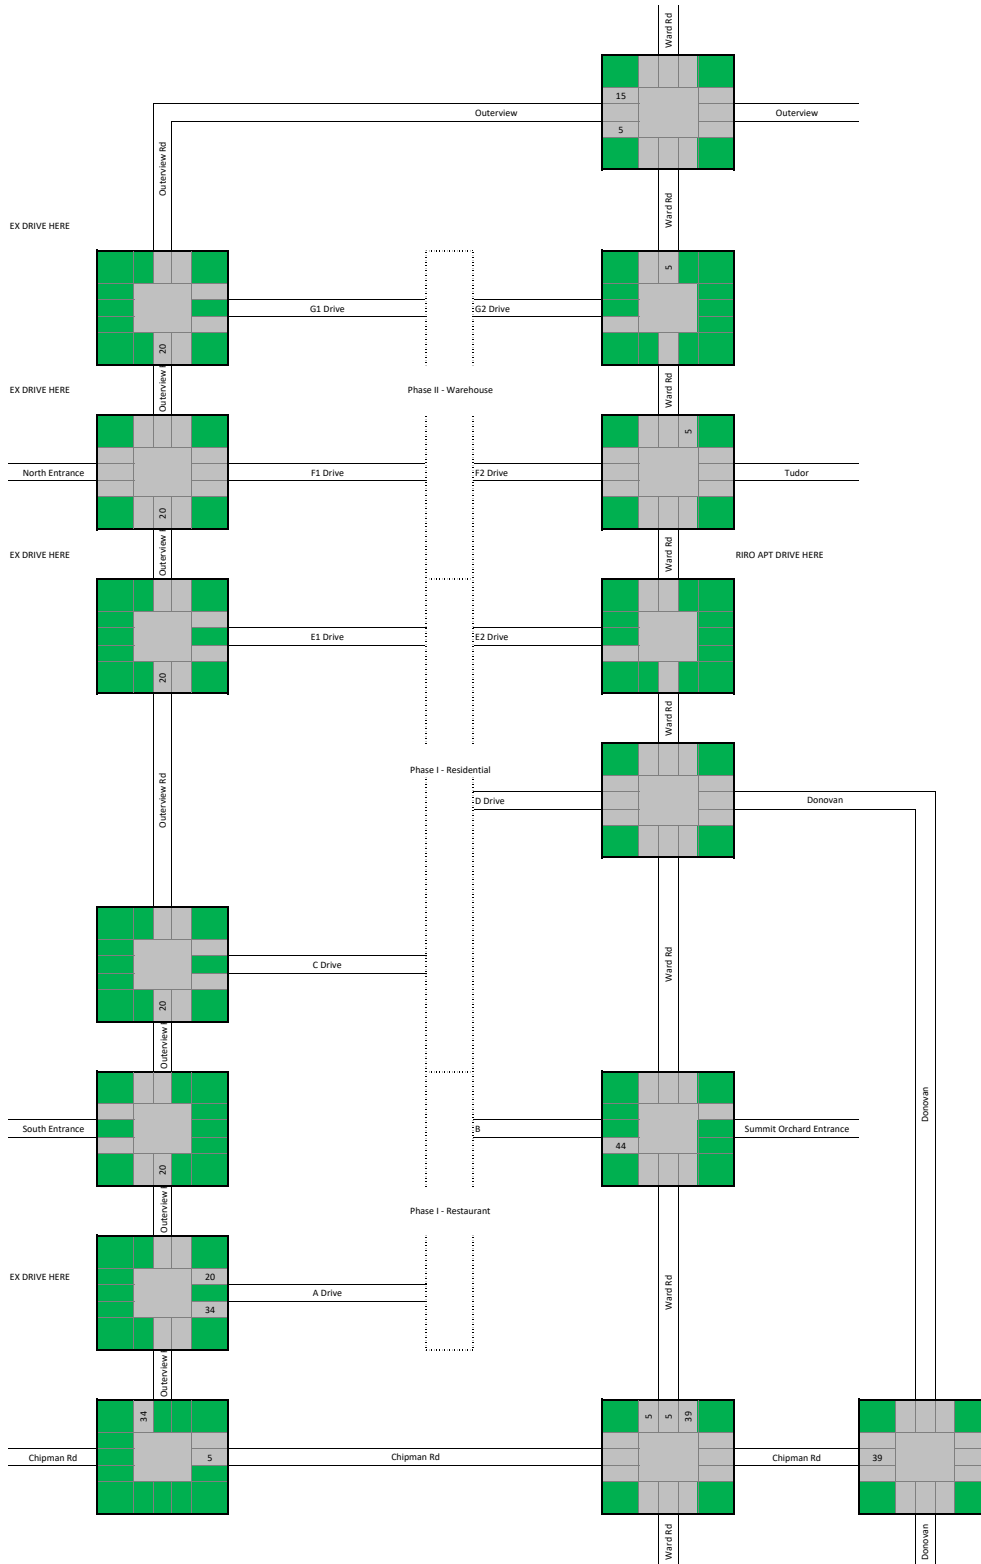 Ward Rd
15
Outerview
Outerview
5
Outerview Rd
Ward Rd
EX DRIVE HERE
5
G1 Drive
G2 Drive
20
Outerview
Ward Rd
EX DRIVE HERE
Phase II - Warehouse
5
North Entrance
F1 Drive
F2 Drive
Tudor
20
Outerview
Ward Rd
EX DRIVE HERE
RIRO APT DRIVE HERE
E1 Drive
E2 Drive
20
Ward Rd
Phase I - Residential
Outerview Rd
D Drive
Donovan
Ward Rd
C Drive
20
Outerview
South Entrance
B
Summit Orchard Entrance
Donovan
44
20
Outerview
Phase I - Restaurant
EX DRIVE HERE
20
A Drive
Ward Rd
34
Outerview
34
5
5
39
Chipman Rd
5
Chipman Rd
Chipman Rd
39
Ward Rd
Donovan